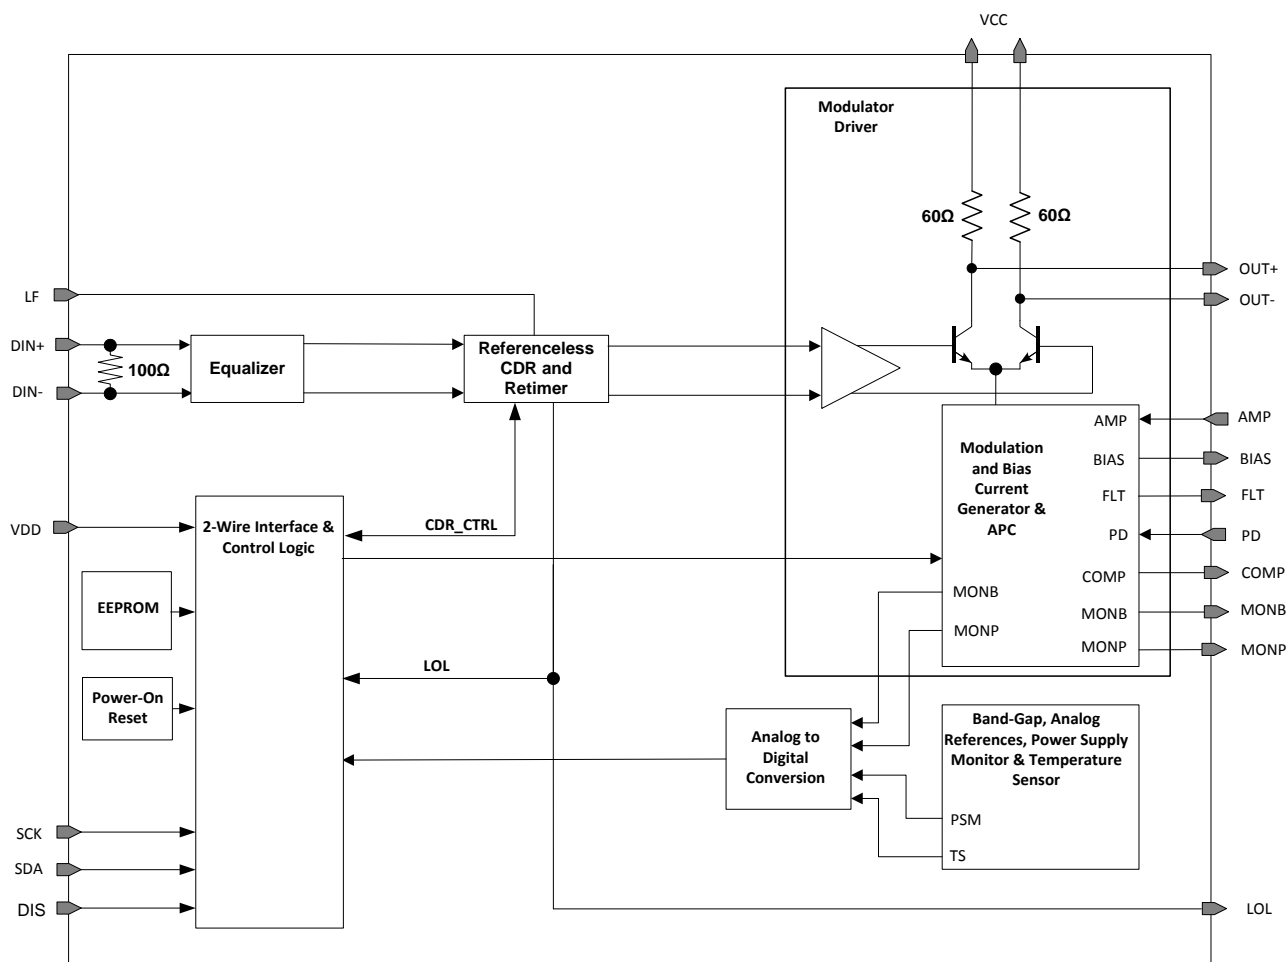 VCC
Modulator
Driver
60Ω
60Ω
OUT+
OUT-
LF
DIN+
DIN-
100Ω
Equalizer
Referenceless
CDR and
Retimer
AMP
BIAS
FLT
PD
COMP
MONB
MONP
Modulation
and Bias
Current
Generator &
APC
MONB
MONP
AMP
BIAS
FLT
PD
COMP
MONB
MONP
VDD
2-Wire Interface &
Control Logic
CDR_CTRL
EEPROM
LOL
Power-On
Reset
Analog to
Digital
Conversion
Band-Gap, Analog
References, Power Supply
Monitor & Temperature
Sensor
PSM
TS
SCK
SDA
DIS
LOL